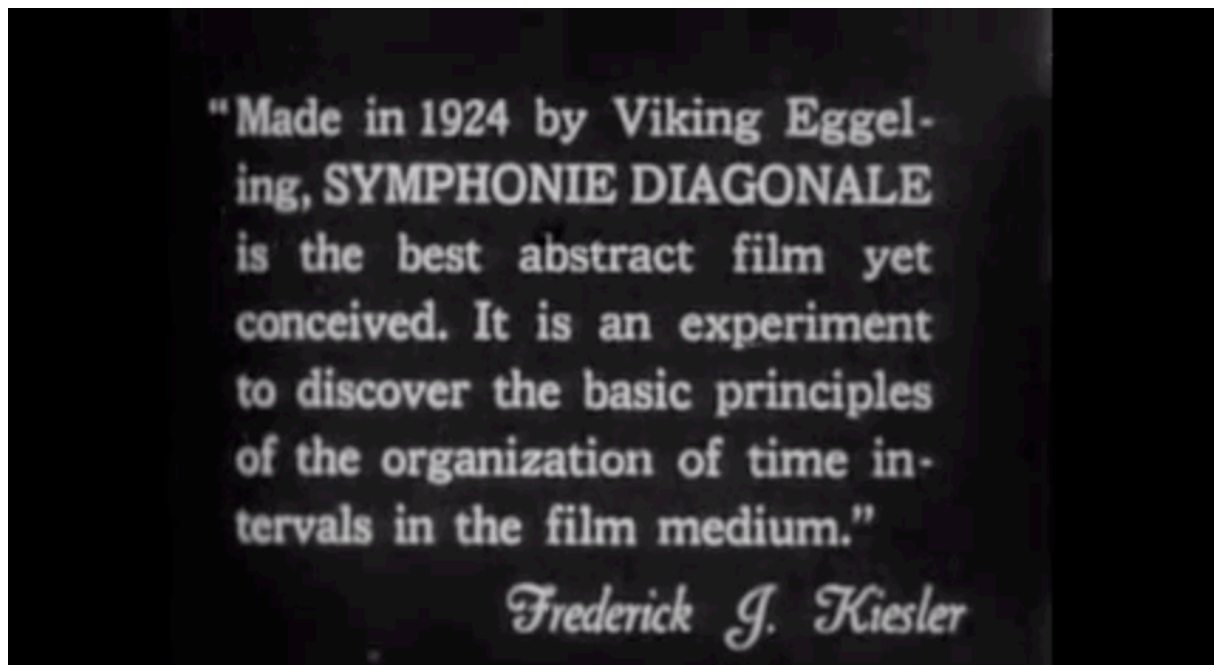 “Made in 1924 by Viking Eggel-
ing, SYMPHONIE DIAGONALE
is the best abstract film yet
conceived. It is an experiment
to discover the basic principles
of the organization of time in-
tervals in the film medium.”
Frederick J. Kiesler